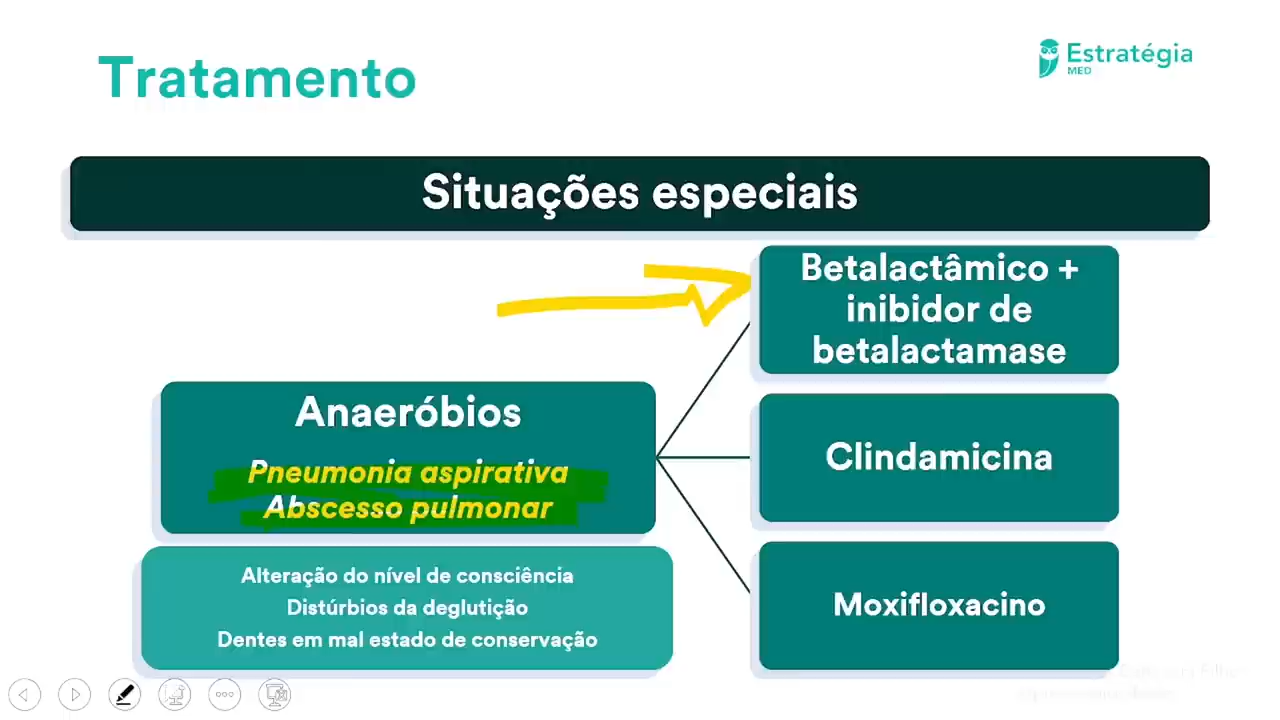 Tratamento
Estratégia
MED
Situações especiais
Betalactâmico +
inibidor de
betalactamase
Anaeróbios
Pneumonia aspirativa
Abscesso pulmonar
Clindamicina
Alteração do nível de consciência
Distúrbios da deglutição
Dentes em mal estado de conservação
Moxifloxacino